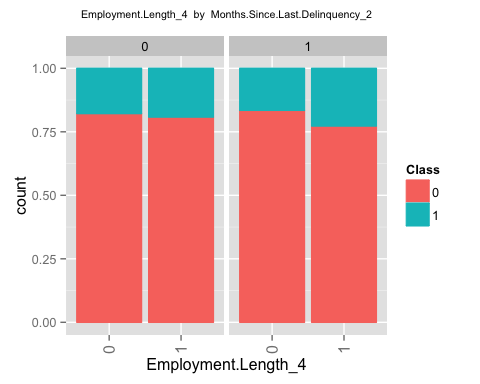 Employment.Length_4 by Months.Since.Last.Delinquency_2
0 1
1.00
0.75
0.50
0.25
0.00
count
0 1 0 1
Employment.Length_4
Class
0
1